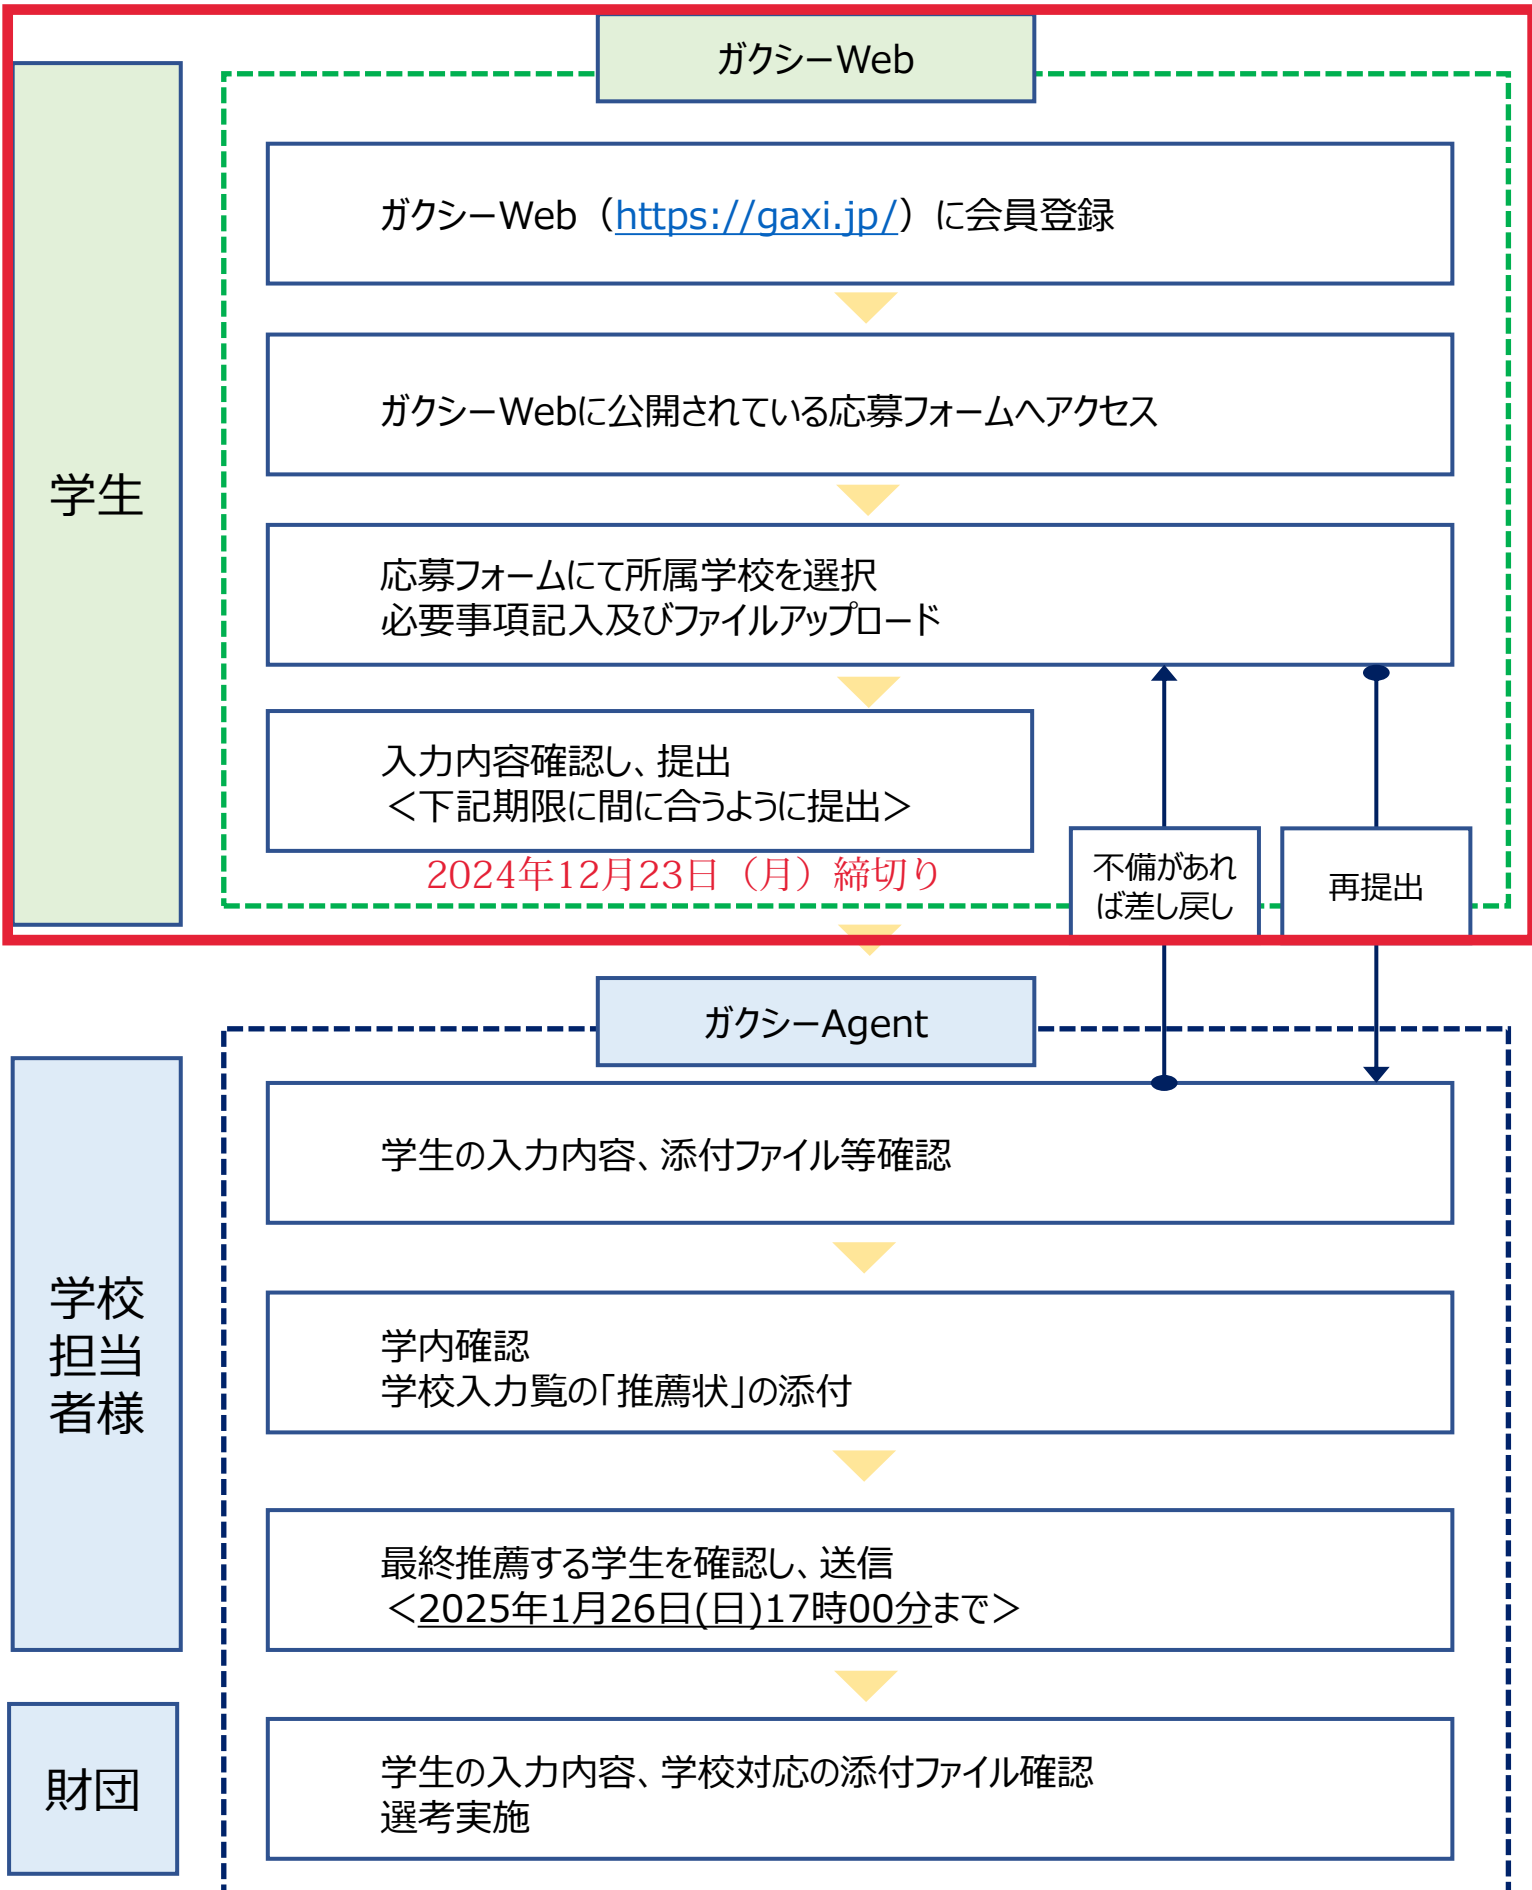 ガクシーWeb
学生
ガクシーWeb（https://gaxi.jp/）に会員登録
ガクシーWebに公開されている応募フォームへアクセス
応募フォームにて所属学校を選択
必要事項記入及びファイルアップロード
入力内容確認し、提出
＜下記期限に間に合うように提出＞
2024年12月23日（月）締切り
不備があれ
ば差し戻し
再提出
ガクシーAgent
学校
担当
者様
学生の入力内容、添付ファイル等確認
学内確認
学校入力覧の「推薦状」の添付
最終推薦する学生を確認し、送信
＜2025年1月26日(日)17時00分まで＞
財団
学生の入力内容、学校対応の添付ファイル確認
選考実施